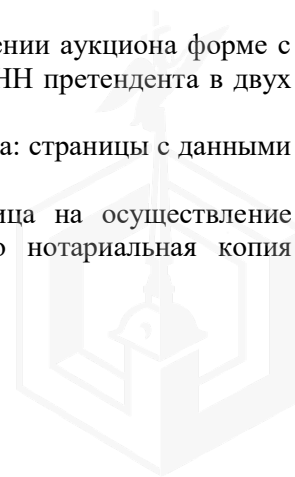 ении аукциона форме с
НН претендента в двух
а: страницы с данными
ица на осуществление
о нотариальная копия